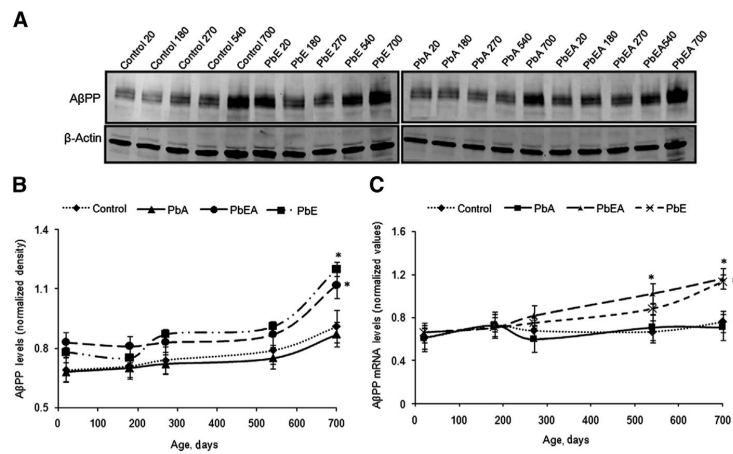 A
Control 20 Control 180 Control 270 Control 540 Control 700 PbE 20 PbE 180 PbE 270 PbE 540 PbE 700 PbA 20 PbA 180 PbA 270 PbA 540 PbA 700 PbEA 20 PbEA 180 PbEA 270 PbEA540 PbEA 700
AβPP
β-Actin
B
Control PbA PbEA PbE
AβPP levels (normalized density)
1.4
1.1
0.8
0.5
* *
0 100 200 300 400 500 600 700
Age, days
C
Control PbA PbEA PbE
AβPP mRNA levels (normalized values)
1.6
1.2
0.8
0.4
0
* *
0 100 200 300 400 500 600 700
Age, days